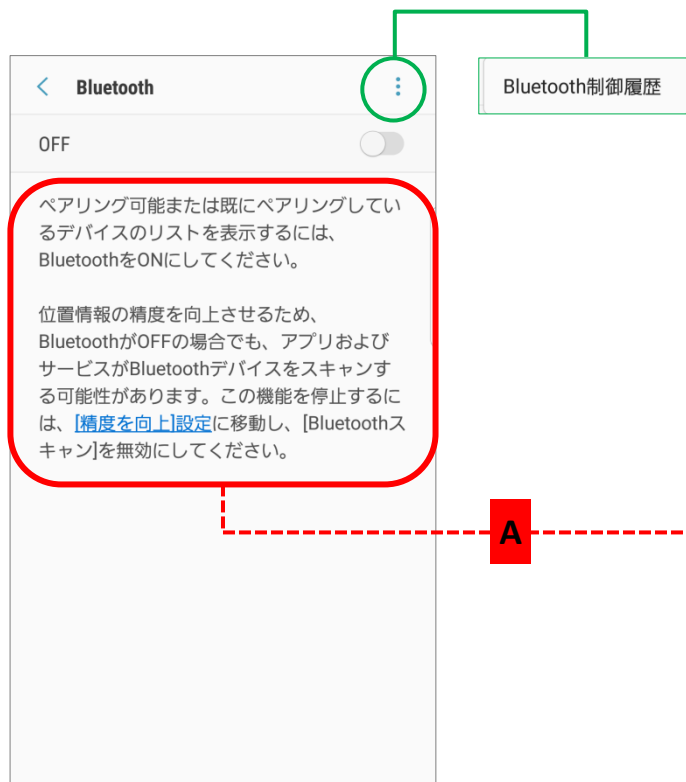 Bluetooth
Bluetooth制御履歴
OFF
ペアリング可能または既にペアリングしてい
るデバイスのリストを表示するには、
BluetoothをONにしてください。
位置情報の精度を向上させるため、
BluetoothがOFFの場合でも、アプリおよび
サービスがBluetoothデバイスをスキャンす
る可能性があります。この機能を停止するに
は、[精度を向上]設定に移動し、[Bluetoothス
キャン]を無効にしてください。
A